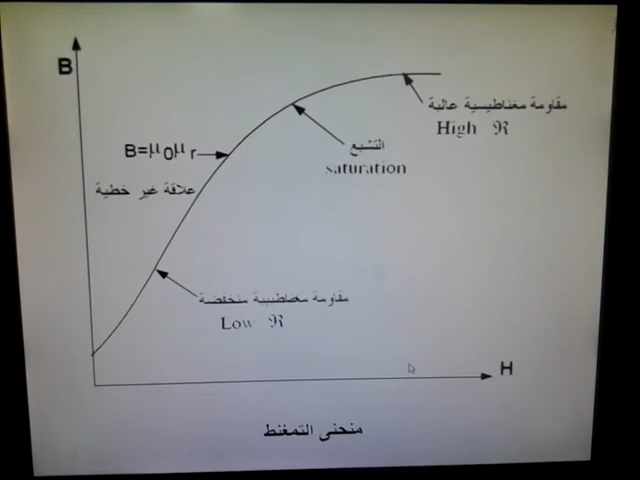 B
مقاومة مغناطيسية عالية
High ℜ
B=μ0μr
التشبع
saturation
علاقة غير خطية
مقاومة مغناطيسية منخفضة
Low ℜ
H
منحنى التمغنط